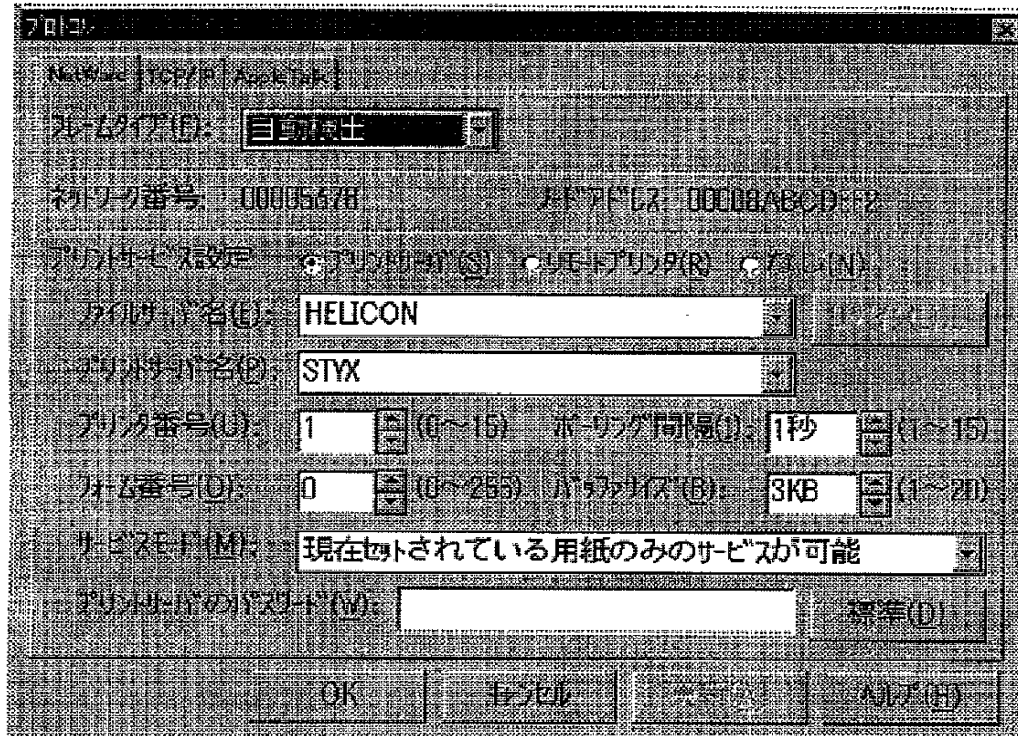 プロトコル
NetWare TCP/IP AppleTalk
フレームタイプ(F):
ネットワーク番号: 00005678 ノードアドレス:
プリントサービス設定 プリントサーバ(S) リモートプリンタ(R) なし(N)
ファイルサーバ名(E): HELICON
プリントサーバ名(P): STYX
プリンタ番号(U): 1 (0～15) ポーリング間隔(I): 1秒 (1～15)
フォーム番号(O): 0 (0～255) バッファサイズ(B): 3KB (1～20)
サービスモード(M): 現在セットされている用紙のみのサービスが可能
プリントサーバのパスワード(W): 標準(D)
OK キャンセル ヘルプ(H)